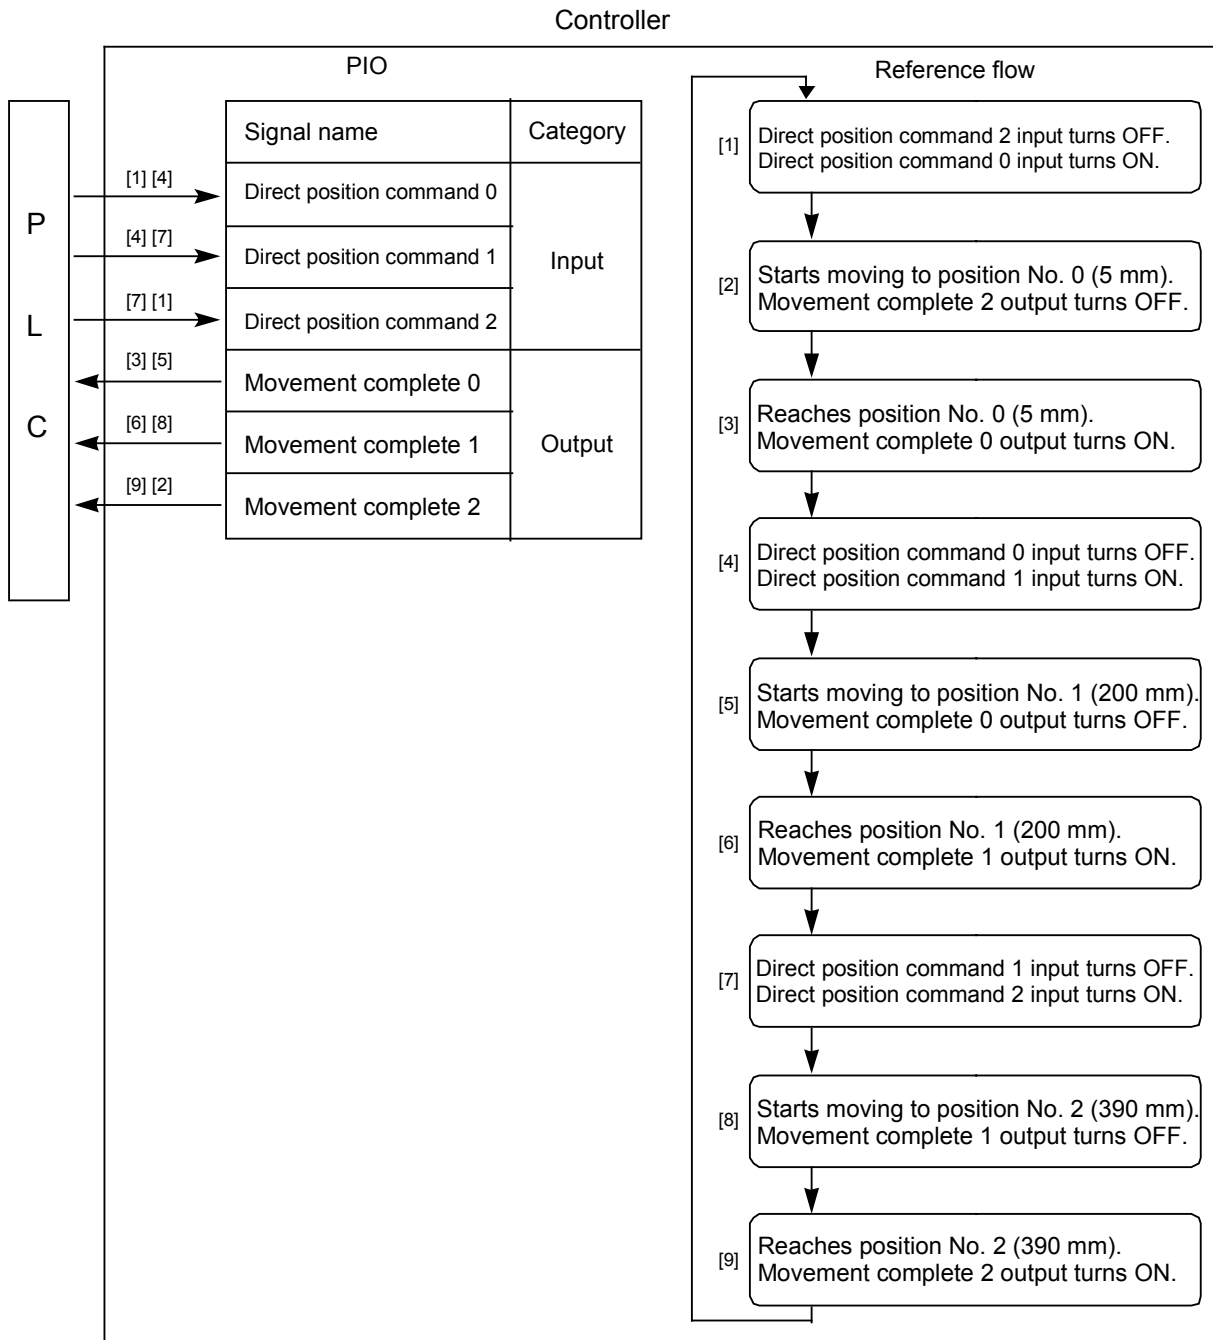 Controller
PIO
Reference flow
P
L
C
Signal name
Category
[1] [4]
Direct position command 0
[4] [7]
Direct position command 1
Input
[7] [1]
Direct position command 2
[3] [5]
Movement complete 0
[6] [8]
Movement complete 1
Output
[9] [2]
Movement complete 2
[1]
Direct position command 2 input turns OFF.
Direct position command 0 input turns ON.
[2]
Starts moving to position No. 0 (5 mm).
Movement complete 2 output turns OFF.
[3]
Reaches position No. 0 (5 mm).
Movement complete 0 output turns ON.
[4]
Direct position command 0 input turns OFF.
Direct position command 1 input turns ON.
[5]
Starts moving to position No. 1 (200 mm).
Movement complete 0 output turns OFF.
[6]
Reaches position No. 1 (200 mm).
Movement complete 1 output turns ON.
[7]
Direct position command 1 input turns OFF.
Direct position command 2 input turns ON.
[8]
Starts moving to position No. 2 (390 mm).
Movement complete 1 output turns OFF.
[9]
Reaches position No. 2 (390 mm).
Movement complete 2 output turns ON.